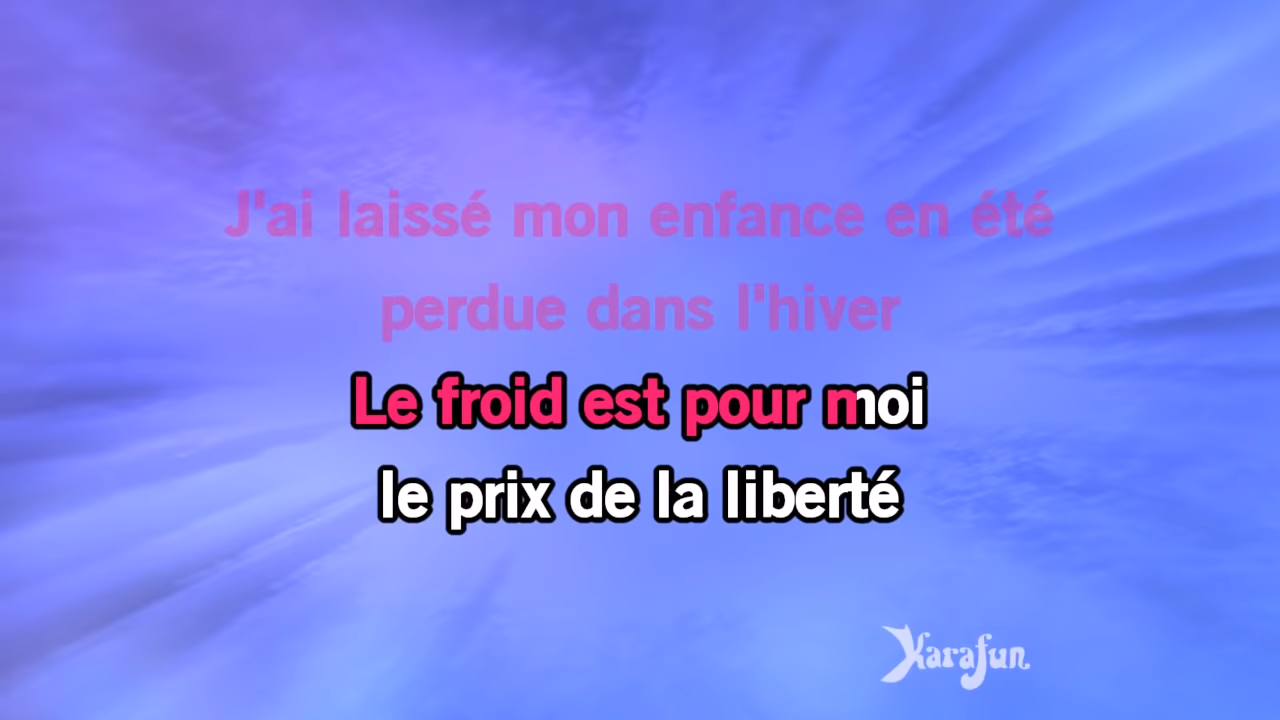 J'ai laissé mon enfance en été
perdue dans l'hiver
Le froid est pour moi
le prix de la liberté
Karafun